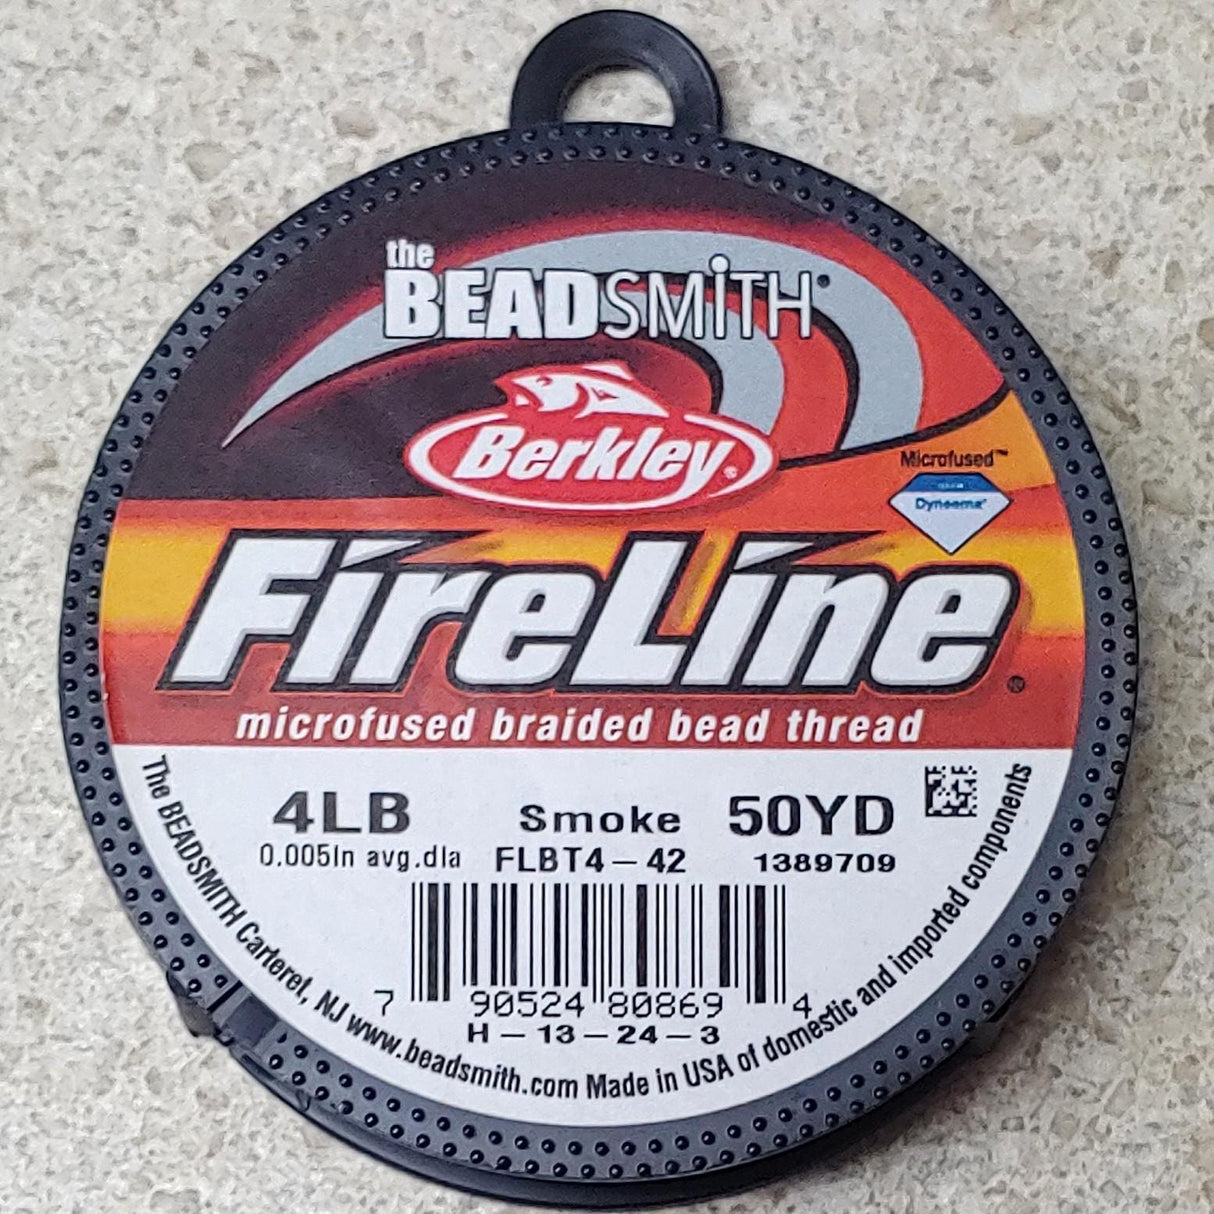 the
BEADSMiTH®
Berkley®
Microfused™
Dyneema®
FireLine®
microfused braided bead thread
4LB Smoke 50YD
0.005In avg.dia FLBT4-42 1389709
7 90524 80869 4
H-13-24-3
The BEADSMITH Carteret, NJ www.beadsmith.com Made in USA of domestic and imported components